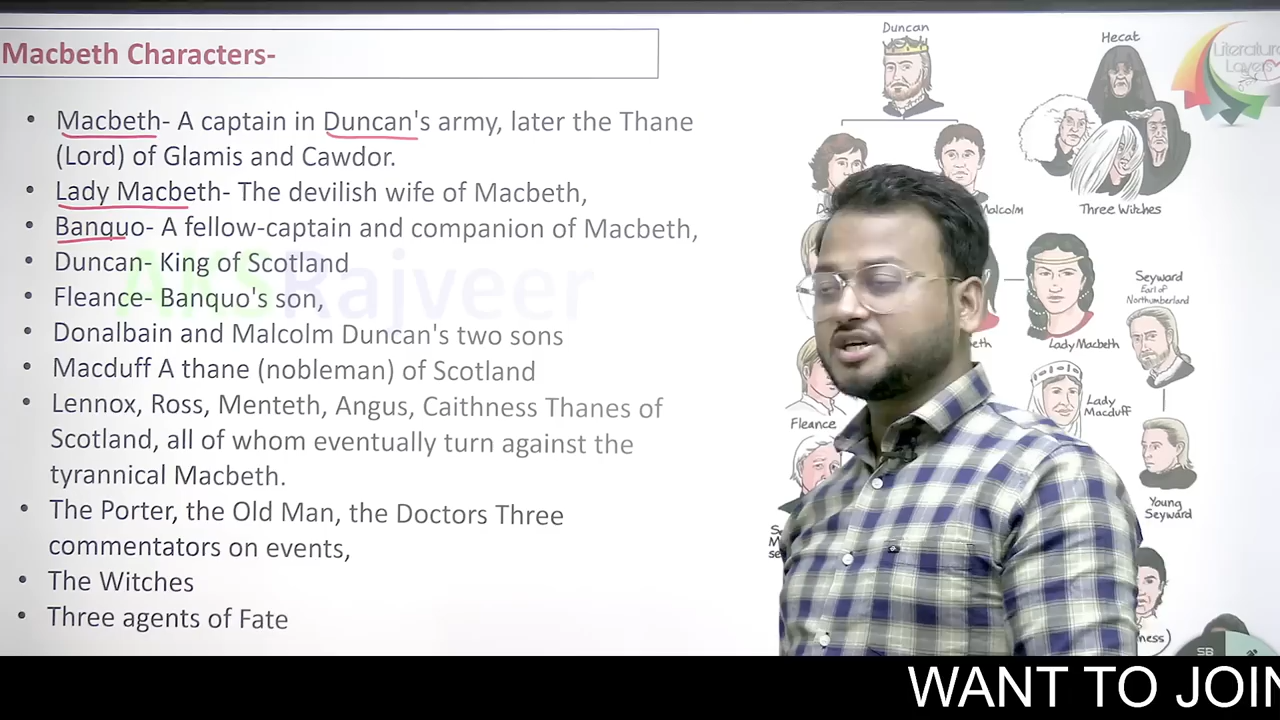 Macbeth Characters-
• Macbeth- A captain in Duncan's army, later the Thane
(Lord) of Glamis and Cawdor.
• Lady Macbeth- The devilish wife of Macbeth,
• Banquo- A fellow-captain and companion of Macbeth,
• Duncan- King of Scotland
• Fleance- Banquo's son,
• Donalbain and Malcolm Duncan's two sons
• Macduff A thane (nobleman) of Scotland
• Lennox, Ross, Menteth, Angus, Caithness Thanes of
Scotland, all of whom eventually turn against the
tyrannical Macbeth.
• The Porter, the Old Man, the Doctors Three
commentators on events,
• The Witches
• Three agents of Fate
Rajveer
Duncan
Hecat
Literature
Lovers
Malcolm
Three Witches
Seyward
Earl of
Northumberland
Lady Macbeth
Lady
Macduff
Fleance
Young
Seyward
SB
WANT TO JOIN